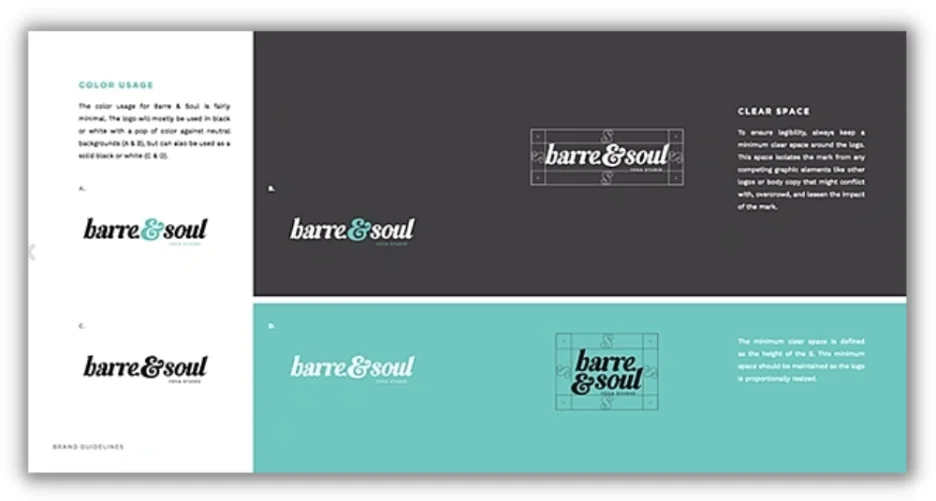 COLOR USAGE
The color usage for Barre & Soul is fairly
minimal. The logo will mostly be used in black
or white with a pop of color against neutral
backgrounds (A & B), but can also be used as a
solid black or white (C & D).
A.
barre&soul
YOGA STUDIO
B.
barre&soul
YOGA STUDIO
C.
barre&soul
YOGA STUDIO
D.
barre&soul
YOGA STUDIO
BRAND GUIDELINES
S
S
barre&soul
S
YOGA STUDIO
S
CLEAR SPACE
To ensure legibility, always keep a
minimum clear space around the logo.
This space isolates the mark from any
competing graphic elements like other
logos or body copy that might conflict
with, overcrowd, and lessen the impact
of the mark.
S
barre
S
&soul
S
YOGA STUDIO
S
The minimum clear space is defined
as the height of the S. This minimum
space should be maintained as the logo
is proportionally resized.